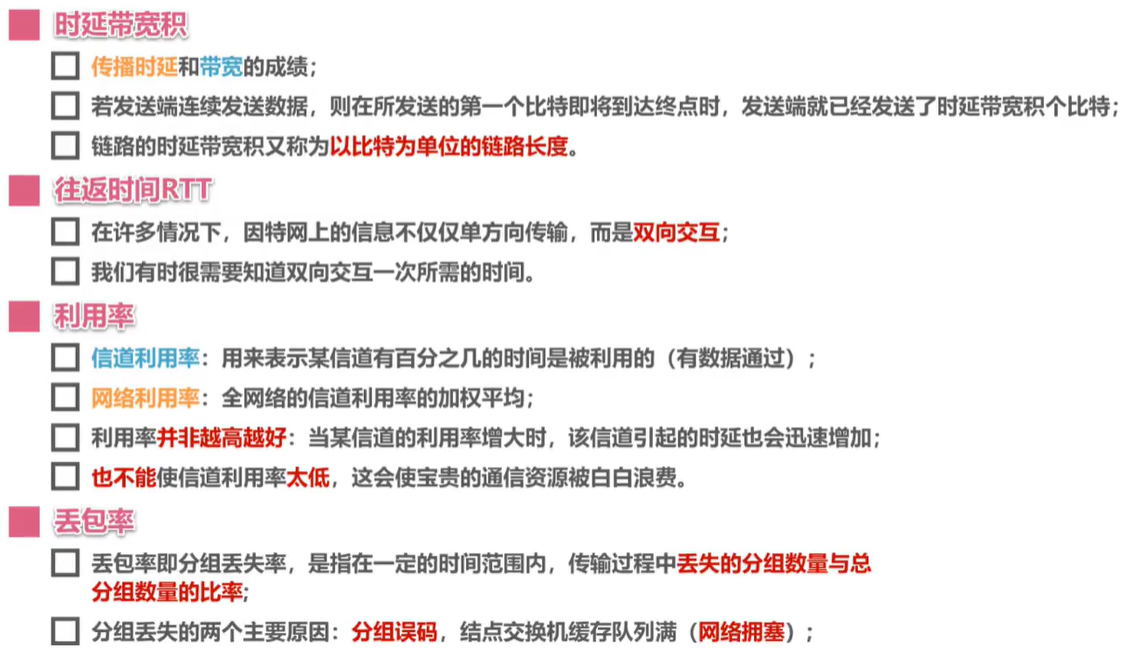 时延带宽积
传播时延和带宽的成绩；
若发送端连续发送数据，则在所发送的第一个比特即将到达终点时，发送端就已经发送了时延带宽积个比特；
链路的时延带宽积又称为以比特为单位的链路长度。
往返时间RTT
在许多情况下，因特网上的信息不仅仅单方向传输，而是双向交互；
我们有时很需要知道双向交互一次所需的时间。
利用率
信道利用率：用来表示某信道有百分之几的时间是被利用的（有数据通过）；
网络利用率：全网络的信道利用率的加权平均；
利用率并非越高越好：当某信道的利用率增大时，该信道引起的时延也会迅速增加；
也不能使信道利用率太低，这会使宝贵的通信资源被白白浪费。
丢包率
丢包率即分组丢失率，是指在一定的时间范围内，传输过程中丢失的分组数量与总
分组数量的比率；
分组丢失的两个主要原因：分组误码，结点交换机缓存队列满（网络拥塞）；